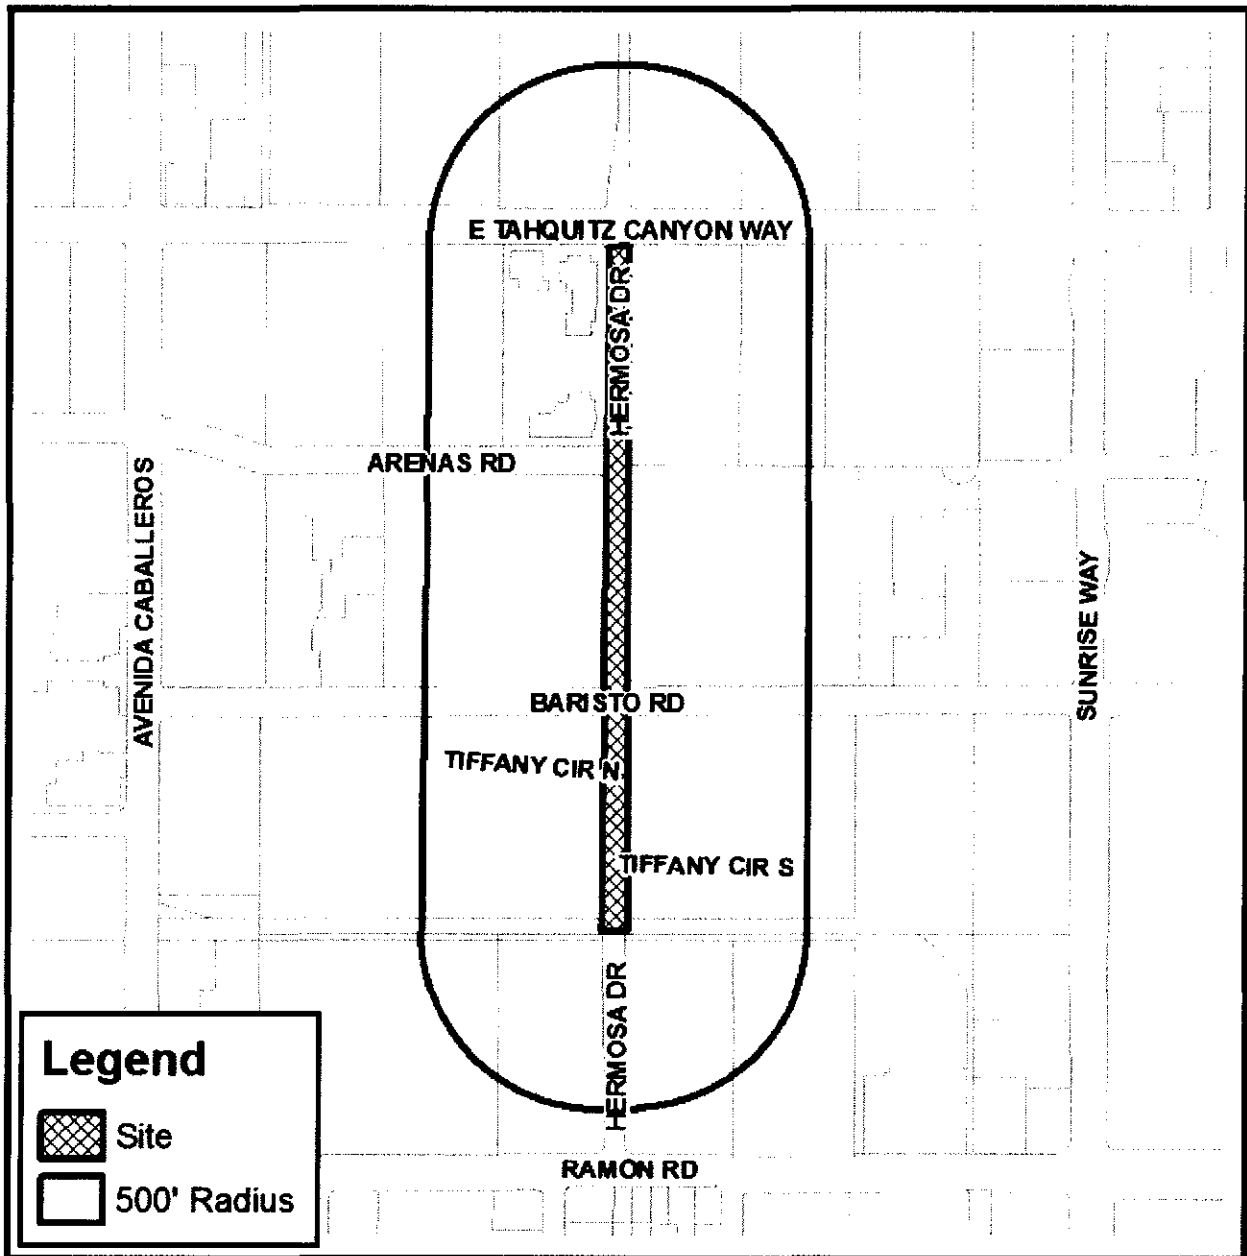 E TAHQUITZ CANYON WAY
HERMOSA DR
ARENAS RD
AVENIDA CABALLEROS
SUNRISE WAY
BARISTO RD
TIFFANY CIR N
TIFFANY CIR S
HERMOSA DR
RAMON RD
Legend
Site
500' Radius